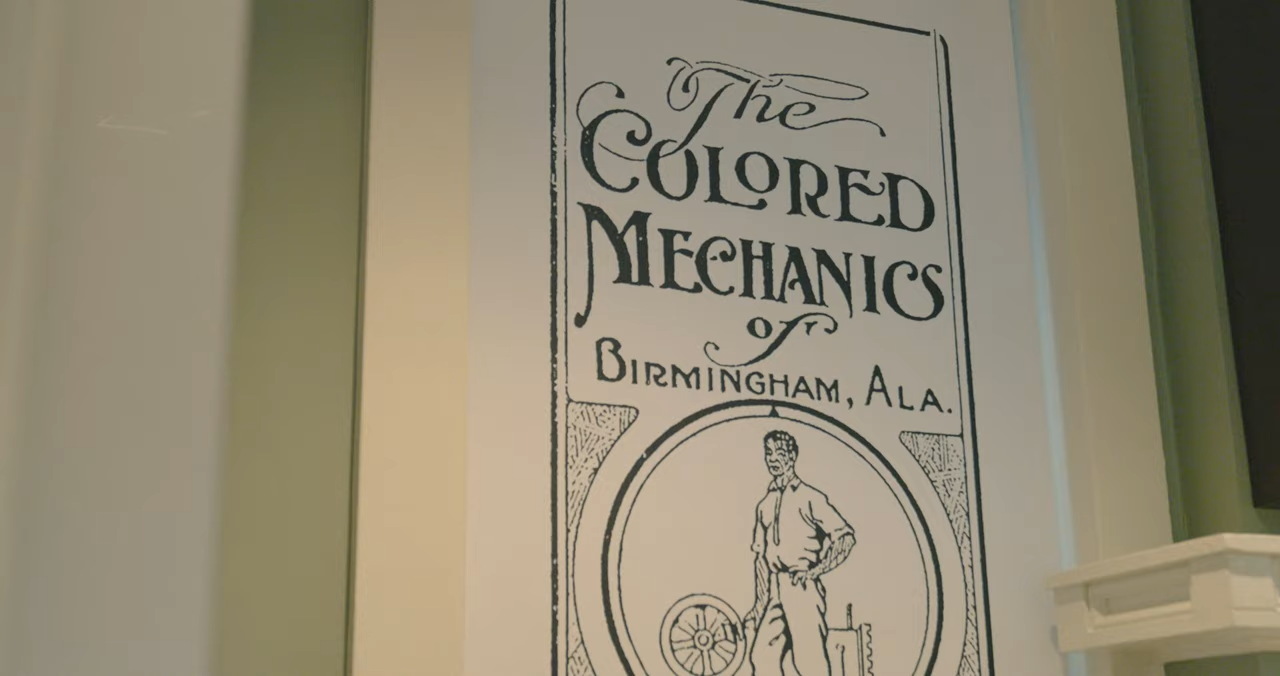 The
COLORED
MECHANICS
of
BIRMINGHAM, ALA.